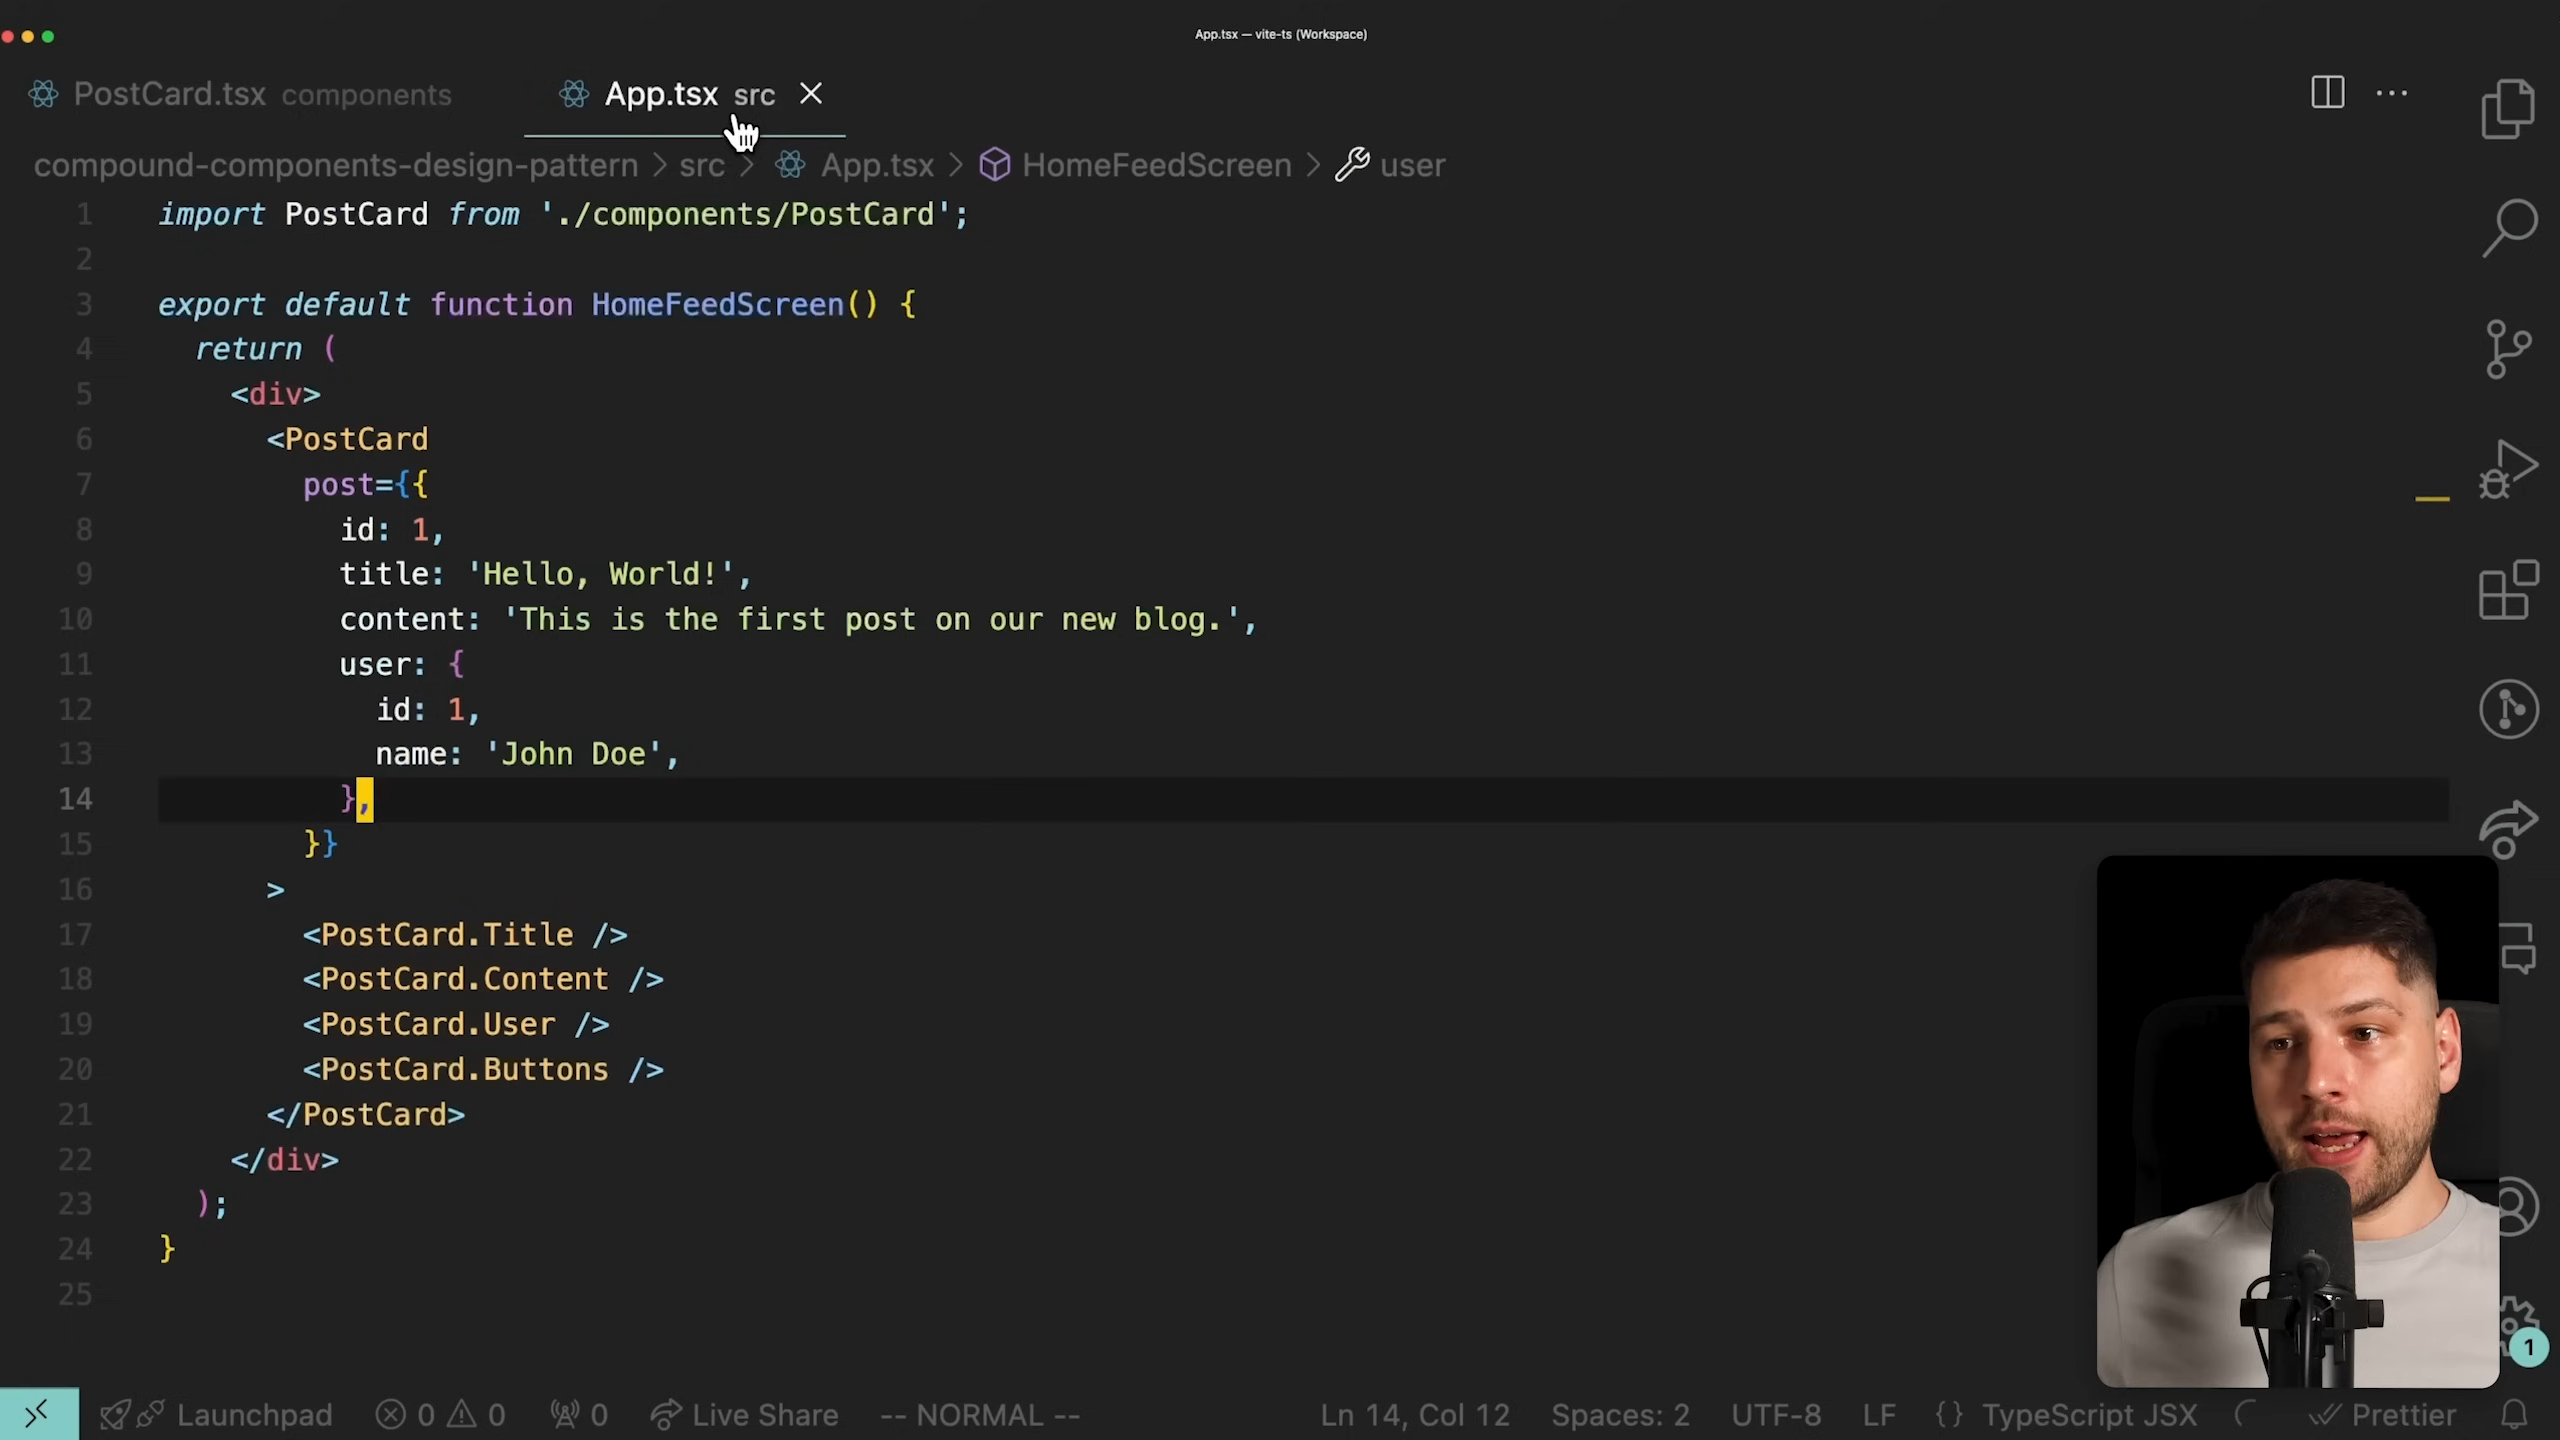 App.tsx — vite-ts (Workspace)
PostCard.tsx components App.tsx src
compound-components-design-pattern > src > App.tsx > HomeFeedScreen > user
1 import PostCard from './components/PostCard';
2
3 export default function HomeFeedScreen() {
4 return (
5 <div>
6 <PostCard
7 post={{
8 id: 1,
9 title: 'Hello, World!',
10 content: 'This is the first post on our new blog.',
11 user: {
12 id: 1,
13 name: 'John Doe',
14 },
15 }}
16 >
17 <PostCard.Title />
18 <PostCard.Content />
19 <PostCard.User />
20 <PostCard.Buttons />
21 </PostCard>
22 </div>
23 );
24 }
25
1
Launchpad 0 0 0 Live Share -- NORMAL -- Ln 14, Col 12 Spaces: 2 UTF-8 LF {} TypeScript JSX Prettier